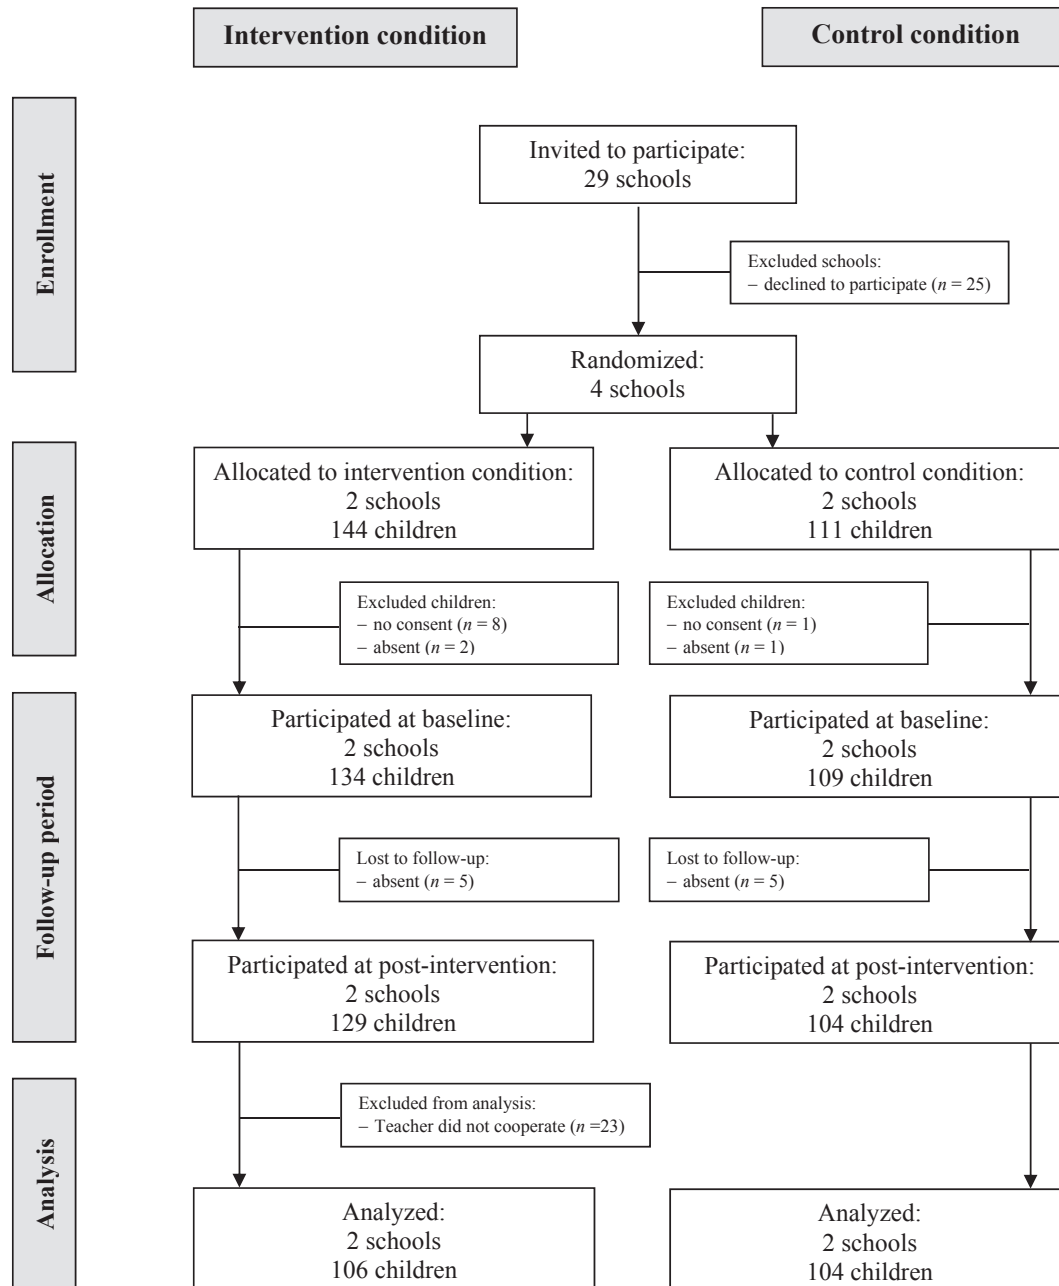 Intervention condition
Control condition
Enrollment
Invited to participate:
29 schools
Excluded schools:
– declined to participate (n = 25)
Randomized:
4 schools
Allocation
Allocated to intervention condition:
2 schools
144 children
Allocated to control condition:
2 schools
111 children
Excluded children:
– no consent (n = 8)
– absent (n = 2)
Excluded children:
– no consent (n = 1)
– absent (n = 1)
Follow-up period
Participated at baseline:
2 schools
134 children
Participated at baseline:
2 schools
109 children
Lost to follow-up:
– absent (n = 5)
Lost to follow-up:
– absent (n = 5)
Participated at post-intervention:
2 schools
129 children
Participated at post-intervention:
2 schools
104 children
Analysis
Excluded from analysis:
– Teacher did not cooperate (n =23)
Analyzed:
2 schools
106 children
Analyzed:
2 schools
104 children